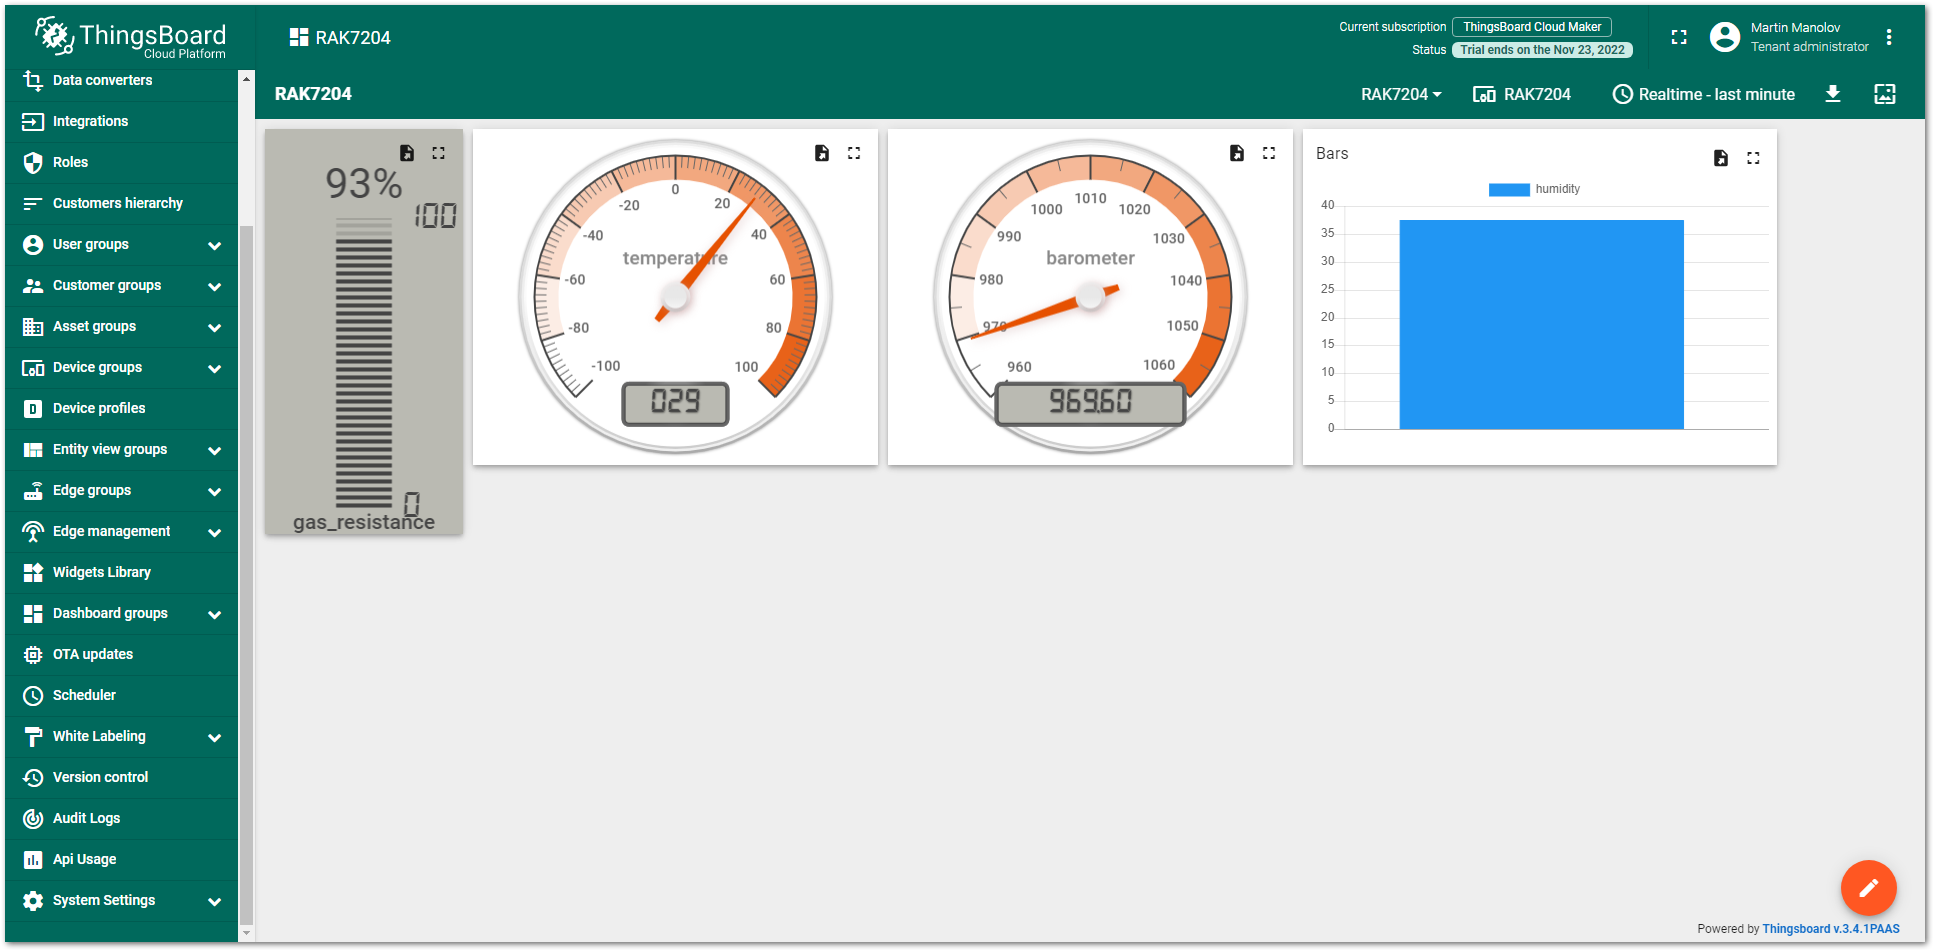 ThingsBoard
Cloud Platform
RAK7204
Current subscription ThingsBoard Cloud Maker
Status Trial ends on the Nov 23, 2022
Martin Manolov
Tenant administrator
RAK7204
RAK7204
RAK7204
Realtime - last minute
Data converters
Integrations
Roles
Customers hierarchy
User groups
Customer groups
Asset groups
Device groups
Device profiles
Entity view groups
Edge groups
Edge management
Widgets Library
Dashboard groups
OTA updates
Scheduler
White Labeling
Version control
Audit Logs
Api Usage
System Settings
93%
100
0
gas_resistance
-100
-80
-60
-40
-20
0
20
40
60
80
100
temperature
029
960
970
980
990
1000
1010
1020
1030
1040
1050
1060
barometer
969.60
Bars
humidity
40
35
30
25
20
15
10
5
0
Powered by Thingsboard v.3.4.1PAAS